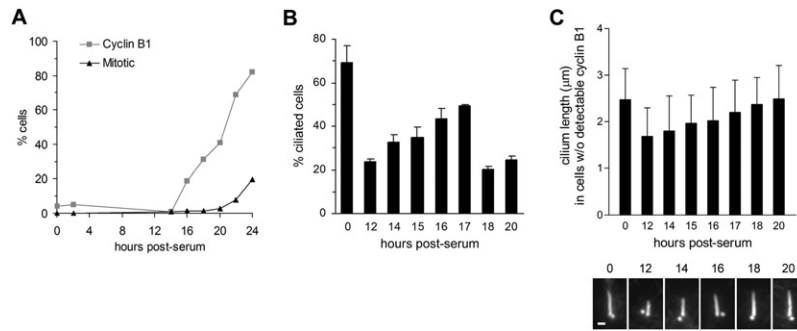 A
B
C
Cyclin B1
Mitotic
% cells
100
80
60
40
20
0
0 4 8 12 16 20 24
hours post-serum
% ciliated cells
80
60
40
20
0
0 12 14 15 16 17 18 20
hours post-serum
cilium length (μm)
in cells w/o detectable cyclin B1
4
3
2
1
0
0 12 14 15 16 17 18 20
hours post-serum
0 12 14 16 18 20